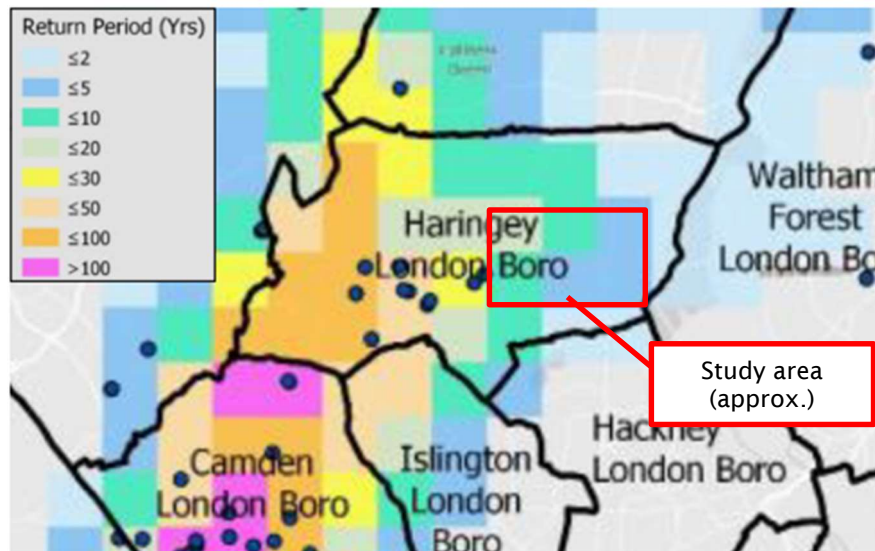 Return Period (Yrs)
≤2
≤5
≤10
≤20
≤30
≤50
≤100
>100
Waltham
Forest
London Bo
Haringey
London Boro
Study area
(approx.)
Hackney
London Boro
Camden
London Boro
Islington
London
Boro